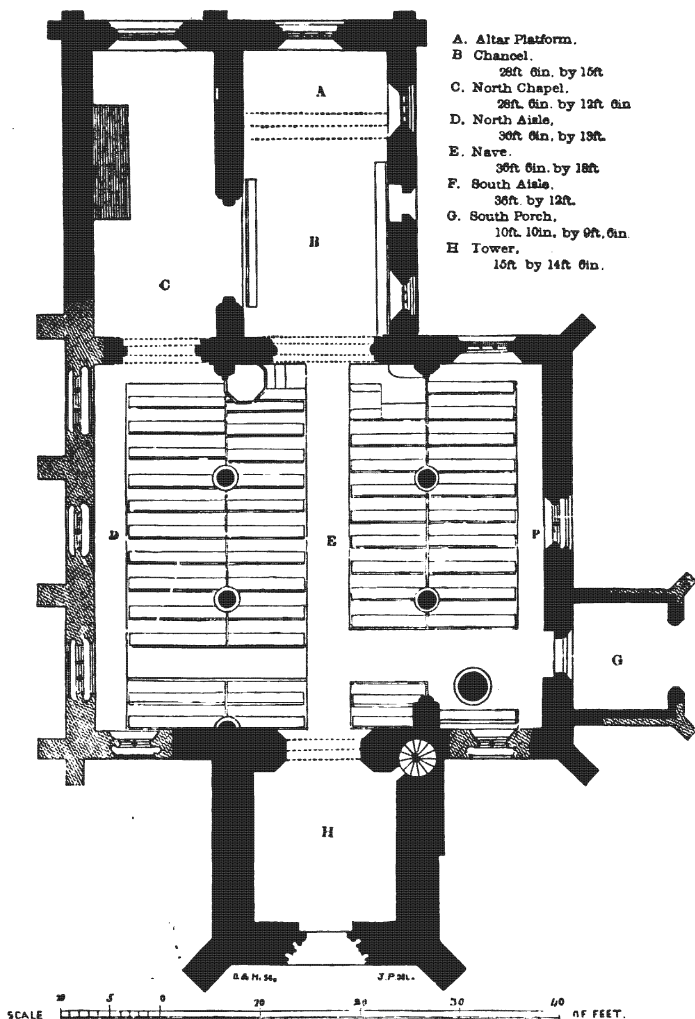 A. Altar Platform.
B Chancel.
28ft 6in. by 15ft
C. North Chapel,
28ft. 6in. by 12ft 6in
D. North Aisle,
36ft 6in, by 13ft.
E. Nave.
36ft 6in. by 18ft
F. South Aisle,
36ft. by 12ft.
G. South Porch,
10ft. 10in. by 9ft, 6in
H Tower,
15ft by 14ft 6in.
A
B
C
D
E
F
G
H
J.P. DEL.
SCALE 10 5 0 10 20 30 40 OF FEET.